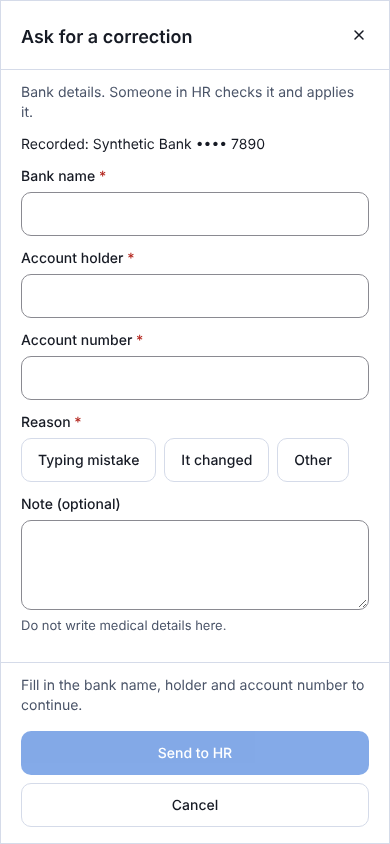 Ask for a correction
Bank details. Someone in HR checks it and applies
it.
Recorded: Synthetic Bank •••• 7890
Bank name *
Account holder *
Account number *
Reason *
Typing mistake It changed Other
Note (optional)
Do not write medical details here.
Fill in the bank name, holder and account number to
continue.
Send to HR
Cancel